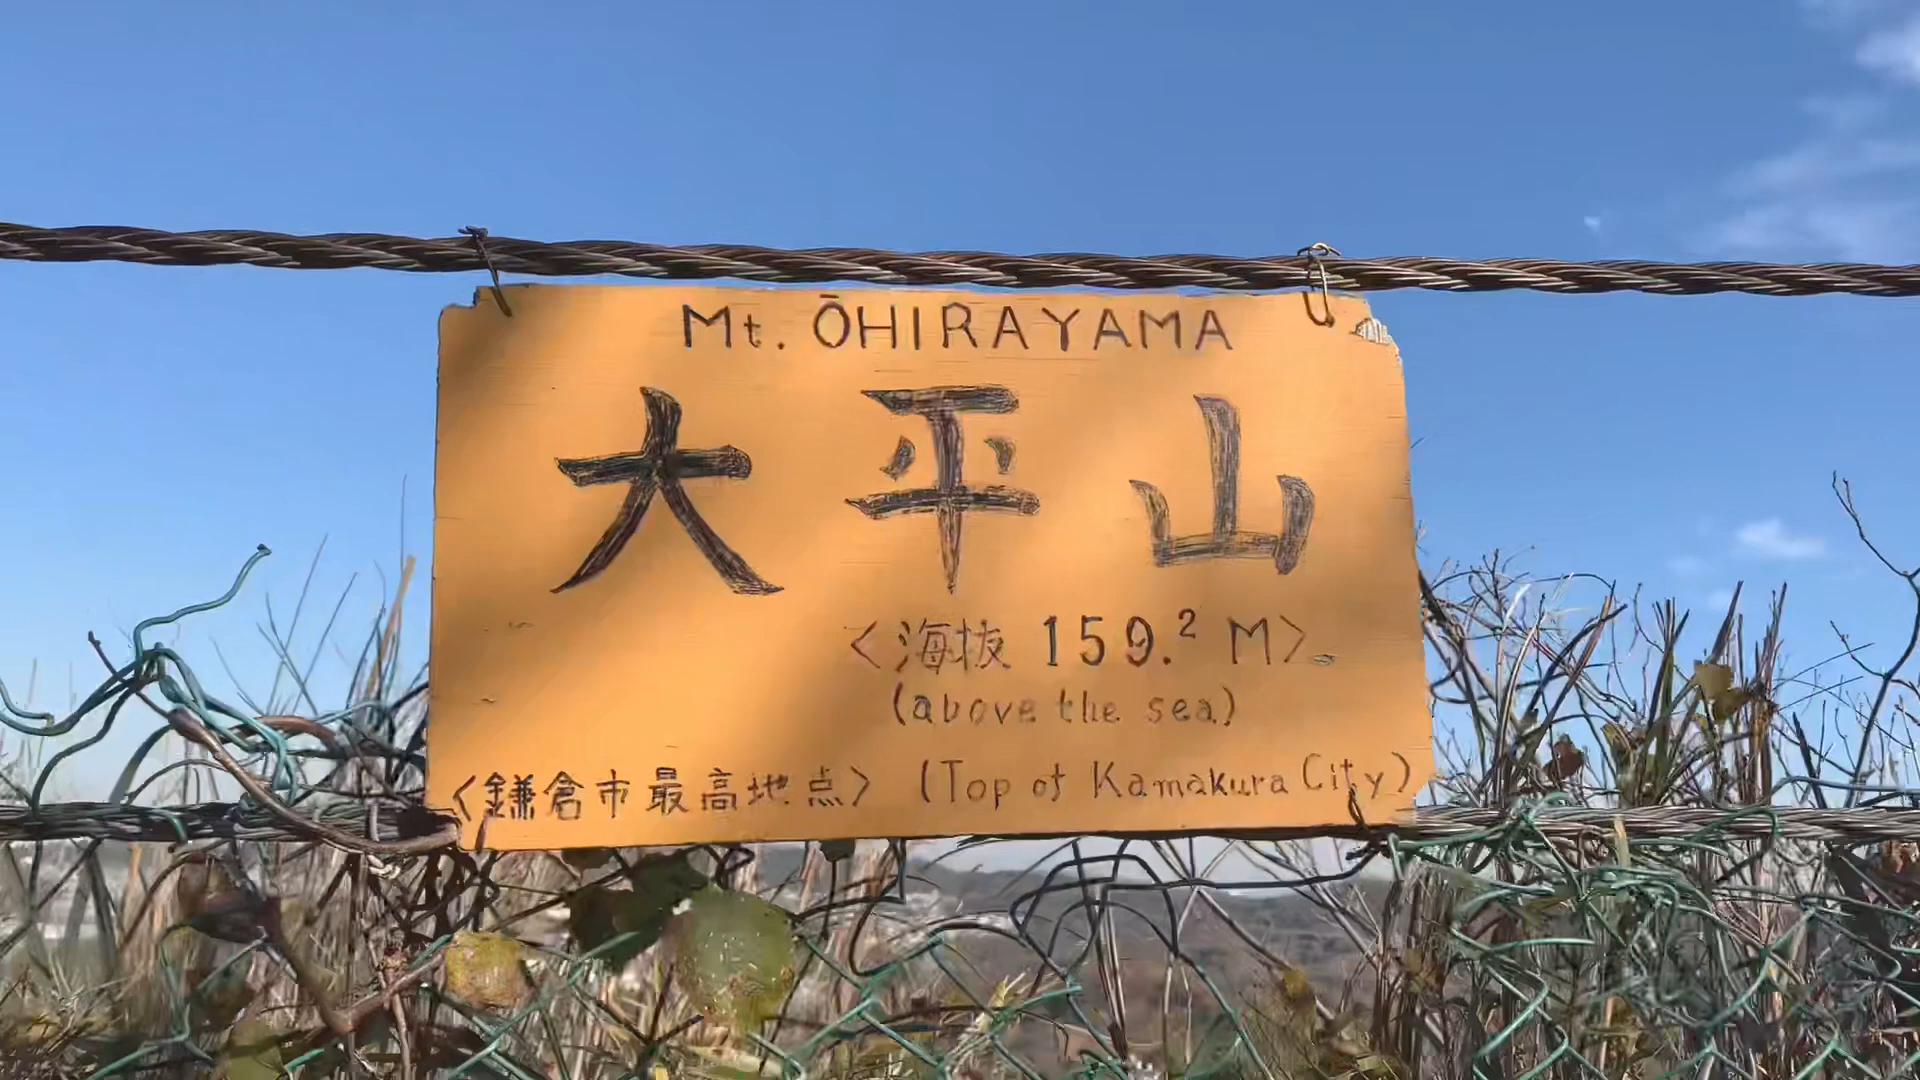 Mt. ŌHIRAYAMA
大平山
<海抜 159.² M>
(above the sea)
<鎌倉市最高地点> (Top of Kamakura City)